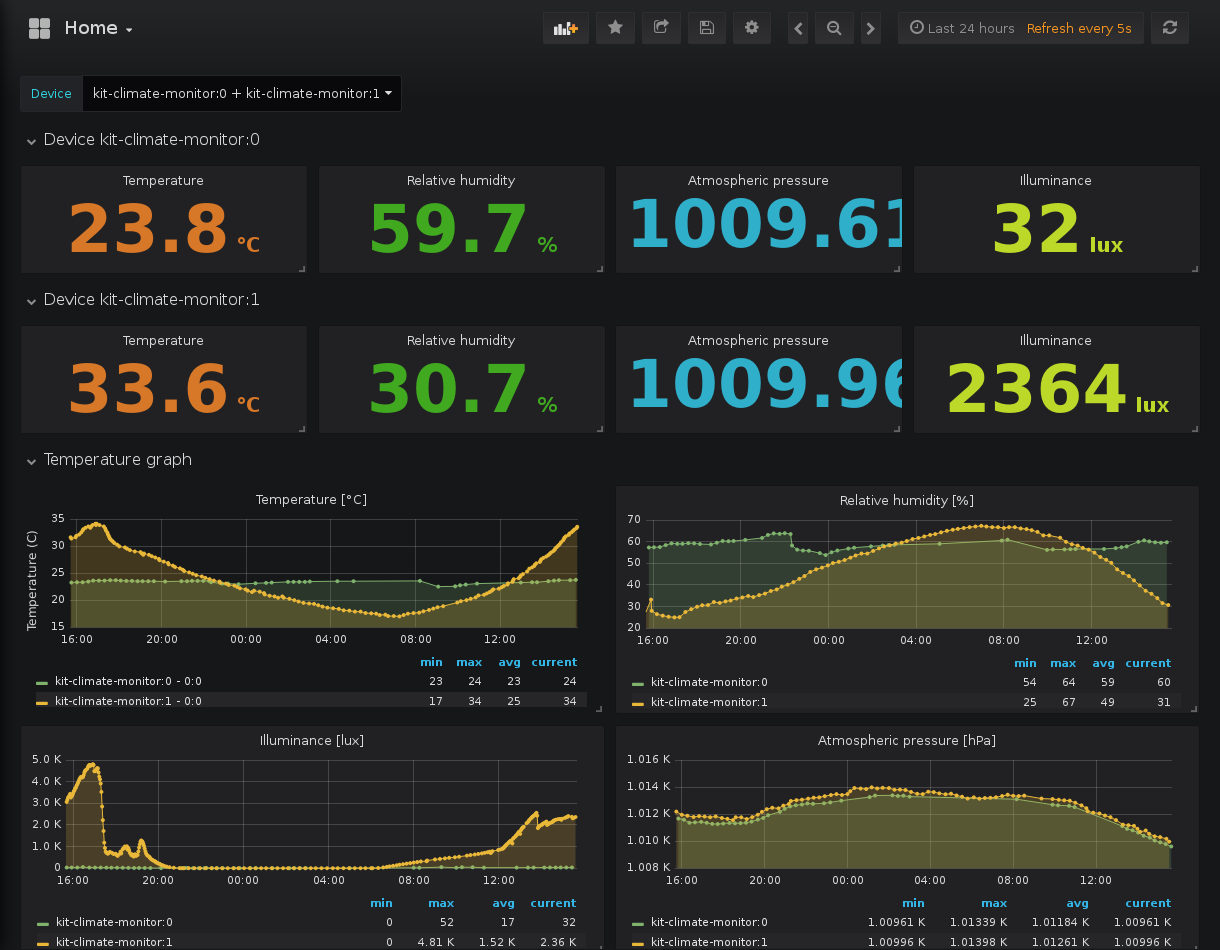 Home
Last 24 hours Refresh every 5s
Device kit-climate-monitor:0 + kit-climate-monitor:1
Device kit-climate-monitor:0
Temperature Relative humidity Atmospheric pressure Illuminance
23.8 °C 59.7 % 1009.61 32 lux
Device kit-climate-monitor:1
Temperature Relative humidity Atmospheric pressure Illuminance
33.6 °C 30.7 % 1009.96 2364 lux
Temperature graph
Temperature [°C]
Temperature (C)
35
30
25
20
15
16:00 20:00 00:00 04:00 08:00 12:00
min max avg current
kit-climate-monitor:0 - 0:0 23 24 23 24
kit-climate-monitor:1 - 0:0 17 34 25 34
Relative humidity [%]
70
60
50
40
30
20
16:00 20:00 00:00 04:00 08:00 12:00
min max avg current
kit-climate-monitor:0 54 64 59 60
kit-climate-monitor:1 25 67 49 31
Illuminance [lux]
5.0 K
4.0 K
3.0 K
2.0 K
1.0 K
0
16:00 20:00 00:00 04:00 08:00 12:00
min max avg current
kit-climate-monitor:0 0 52 17 32
kit-climate-monitor:1 0 4.81 K 1.52 K 2.36 K
Atmospheric pressure [hPa]
1.016 K
1.014 K
1.012 K
1.010 K
1.008 K
16:00 20:00 00:00 04:00 08:00 12:00
min max avg current
kit-climate-monitor:0 1.00961 K 1.01339 K 1.01184 K 1.00961 K
kit-climate-monitor:1 1.00996 K 1.01398 K 1.01261 K 1.00996 K